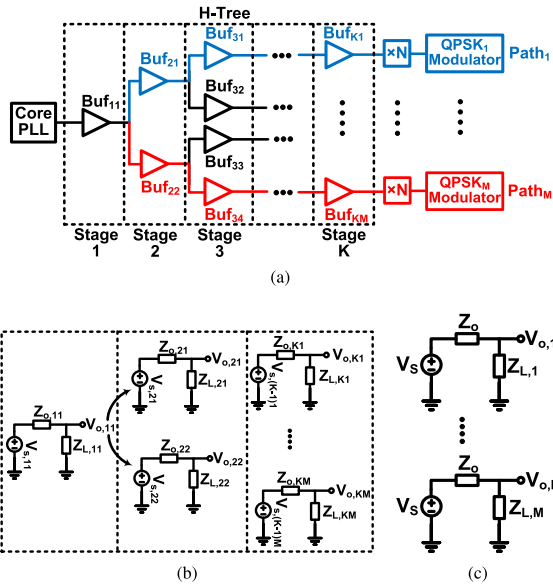 H-Tree
Buf11
Buf21
Buf31
BufK1
×N
QPSK1
Modulator
Path1
Core
PLL
Buf32
Buf33
Buf22
Buf34
BufKM
×N
QPSKM
Modulator
PathM
Stage
1
Stage
2
Stage
3
Stage
K
(a)
Zo,11
Vo,11
Vs,11
ZL,11
Zo,21
Vo,21
Vs,21
ZL,21
Zo,22
Vo,22
Vs,22
ZL,22
Zo,K1
Vo,K1
Vs,(K-1)1
ZL,K1
Zo,KM
Vo,KM
Vs,(K-1)M
ZL,KM
(b)
Zo
Vo,1
VS
ZL,1
Zo
VS
ZL,M
(c)